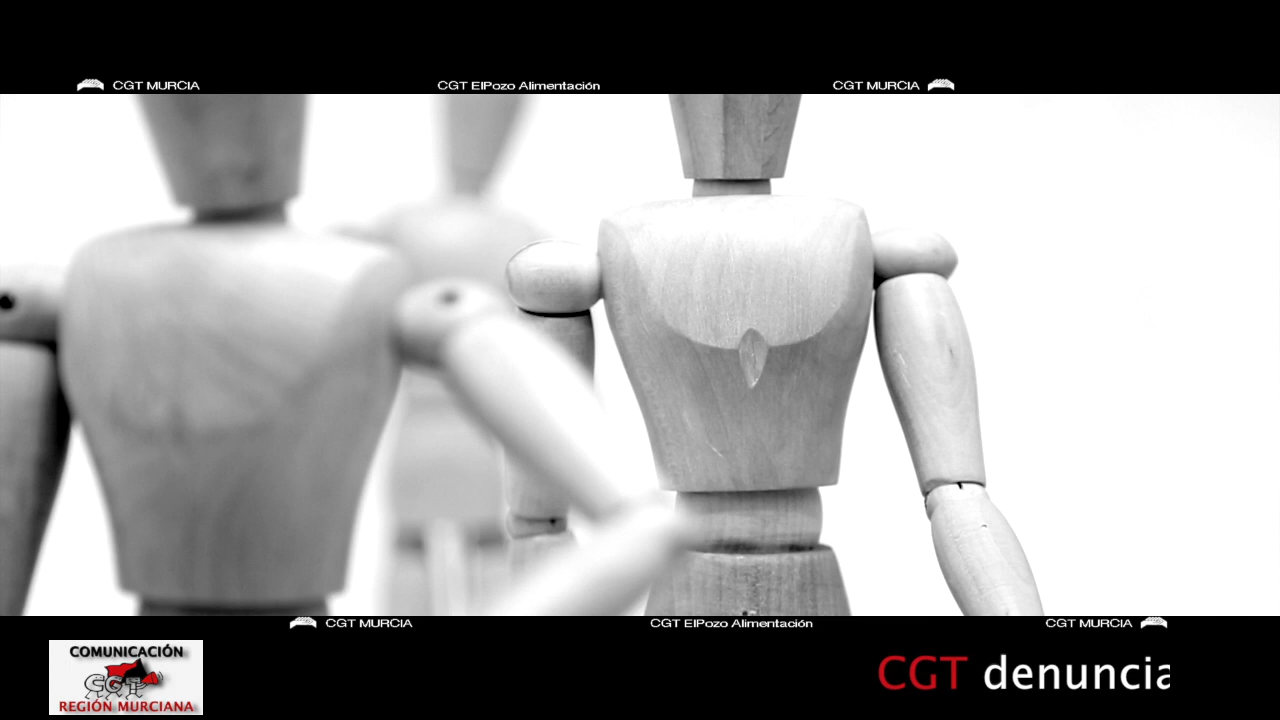 CGT MURCIA
CGT ElPozo Alimentación
CGT MURCIA
CGT MURCIA
CGT ElPozo Alimentación
CGT MURCIA
COMUNICACIÓN
CGT
REGIÓN MURCIANA
CGT denuncia